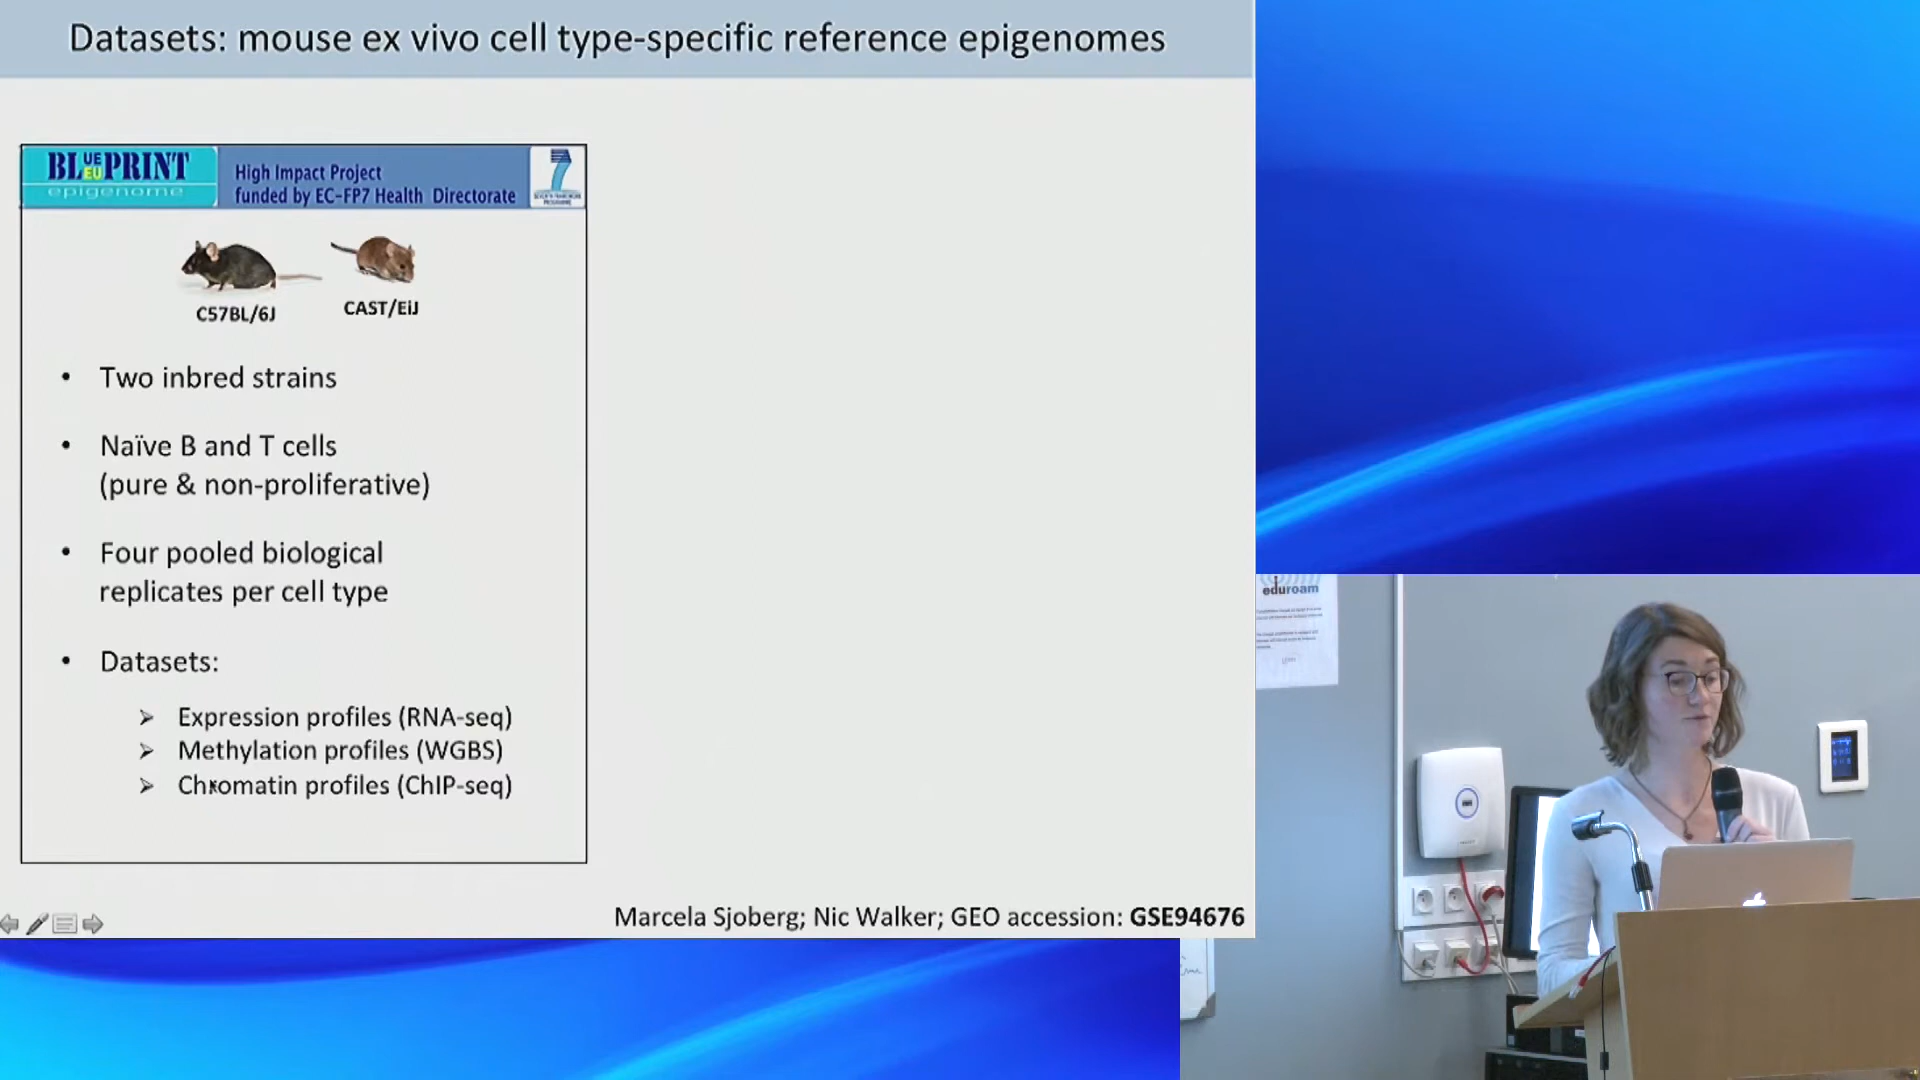 Datasets: mouse ex vivo cell type-specific reference epigenomes
BLUEPRINT
EU
epigenome
High Impact Project
funded by EC-FP7 Health Directorate
7
C57BL/6J
CAST/EiJ
• Two inbred strains
• Naïve B and T cells
(pure & non-proliferative)
• Four pooled biological
replicates per cell type
• Datasets:
➢ Expression profiles (RNA-seq)
➢ Methylation profiles (WGBS)
➢ Chromatin profiles (ChIP-seq)
Marcela Sjoberg; Nic Walker; GEO accession: GSE94676
eduroam